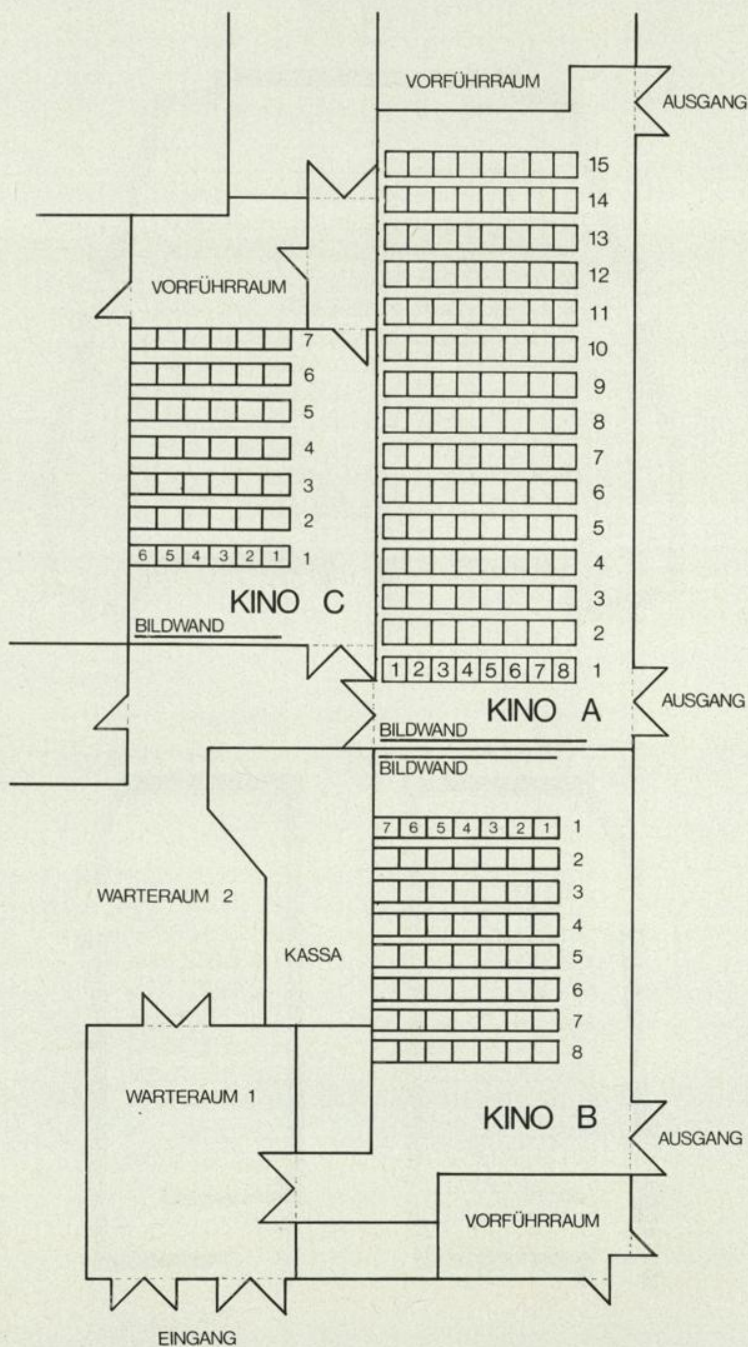 VORFÜHRRAUM
AUSGANG
15
14
13
12
11
10
9
8
7
6
5
4
3
2
1 2 3 4 5 6 7 8 1
KINO A
BILDWAND
AUSGANG
VORFÜHRRAUM
7
6
5
4
3
2
6 5 4 3 2 1 1
KINO C
BILDWAND
BILDWAND
7 6 5 4 3 2 1 1
2
3
4
5
6
7
8
KINO B
AUSGANG
VORFÜHRRAUM
WARTERAUM 2
KASSA
WARTERAUM 1
EINGANG